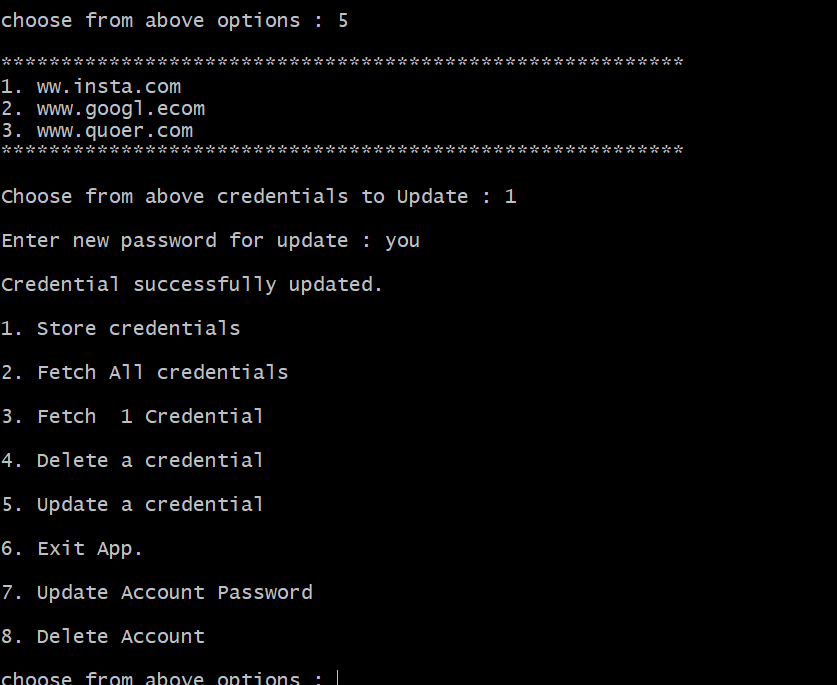 choose from above options : 5
*********************************************************
1. ww.insta.com
2. www.googl.ecom
3. www.quoer.com
*********************************************************
Choose from above credentials to Update : 1
Enter new password for update : you
Credential successfully updated.
1. Store credentials
2. Fetch All credentials
3. Fetch  1 Credential
4. Delete a credential
5. Update a credential
6. Exit App.
7. Update Account Password
8. Delete Account
choose from above options :